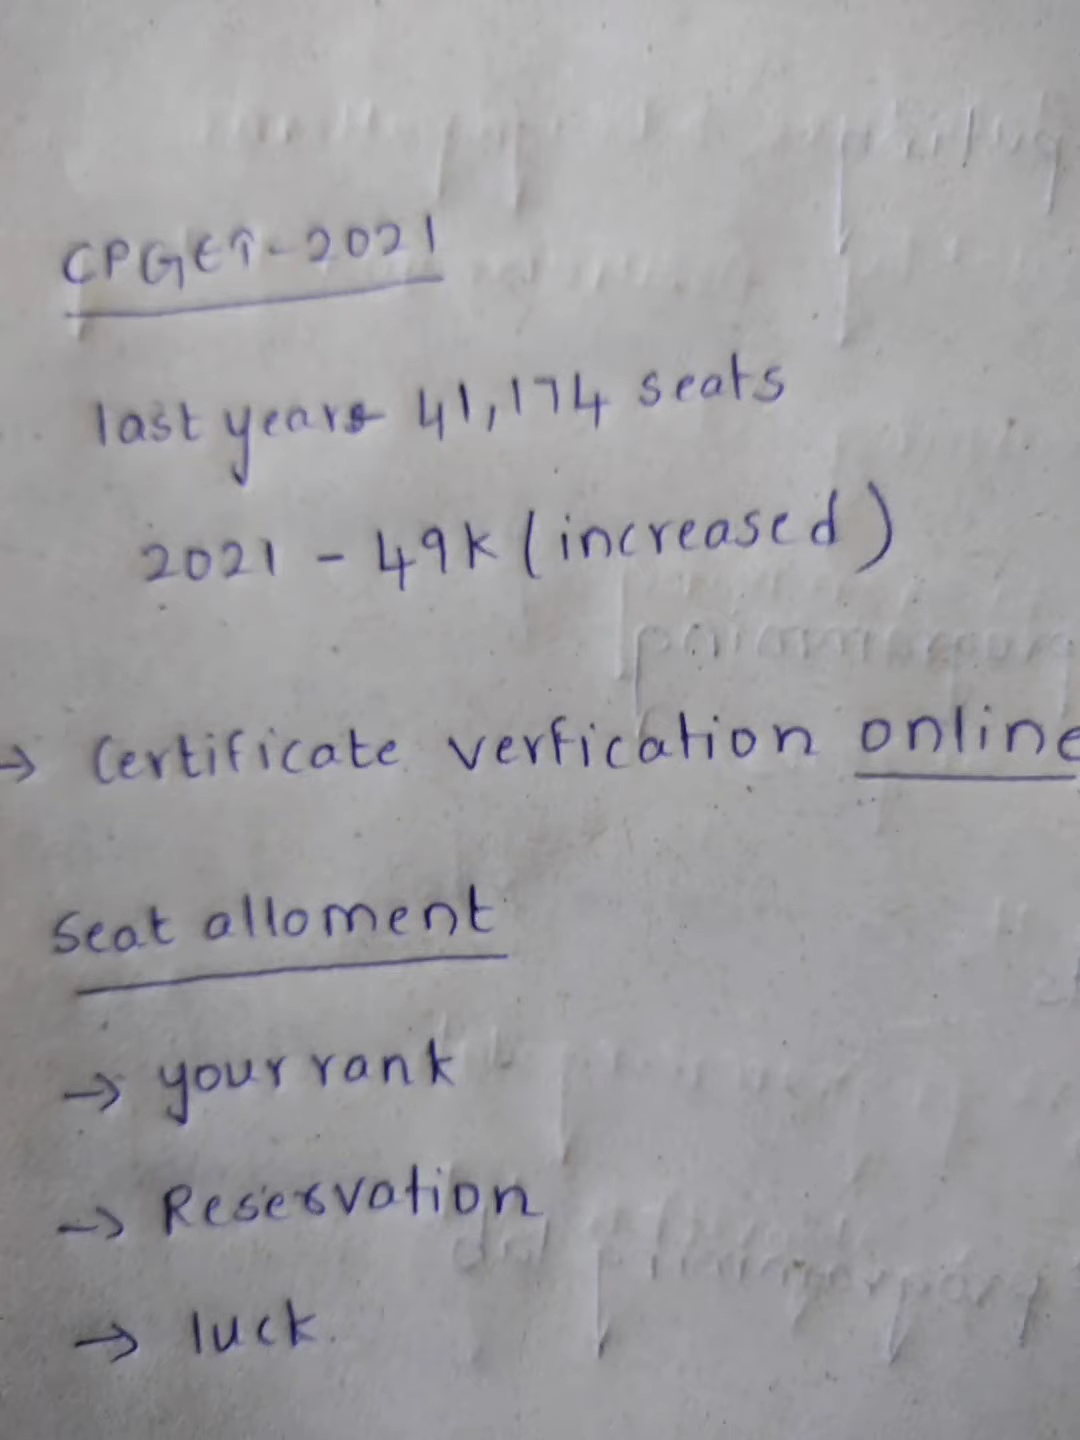 CPGET-2021
last years 41,174 seats
2021 - 49K (increased)
→ Certificate verfication online
Seat alloment
→ your rank
→ Reservation
→ luck.